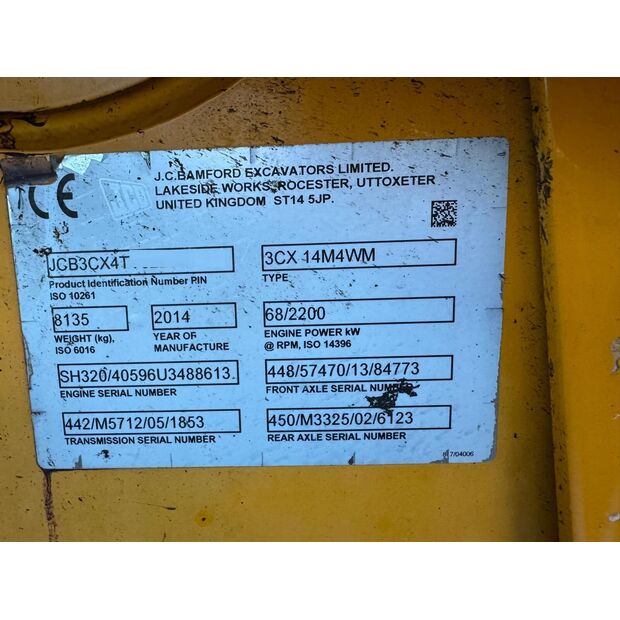 J.C.BAMFORD EXCAVATORS LIMITED.
LAKESIDE WORKS, ROCESTER, UTTOXETER
UNITED KINGDOM ST14 5JP.
CE
JCB
JCB3CX4T
Product Identification Number PIN
ISO 10261
3CX 14M4WM
TYPE
8135
WEIGHT (kg),
ISO 6016
2014
YEAR OF
MANUFACTURE
68/2200
ENGINE POWER kW
@ RPM, ISO 14396
SH320/40596U3488613
ENGINE SERIAL NUMBER
448/57470/13/84773
FRONT AXLE SERIAL NUMBER
442/M5712/05/1853
TRANSMISSION SERIAL NUMBER
450/M3325/02/6123
REAR AXLE SERIAL NUMBER